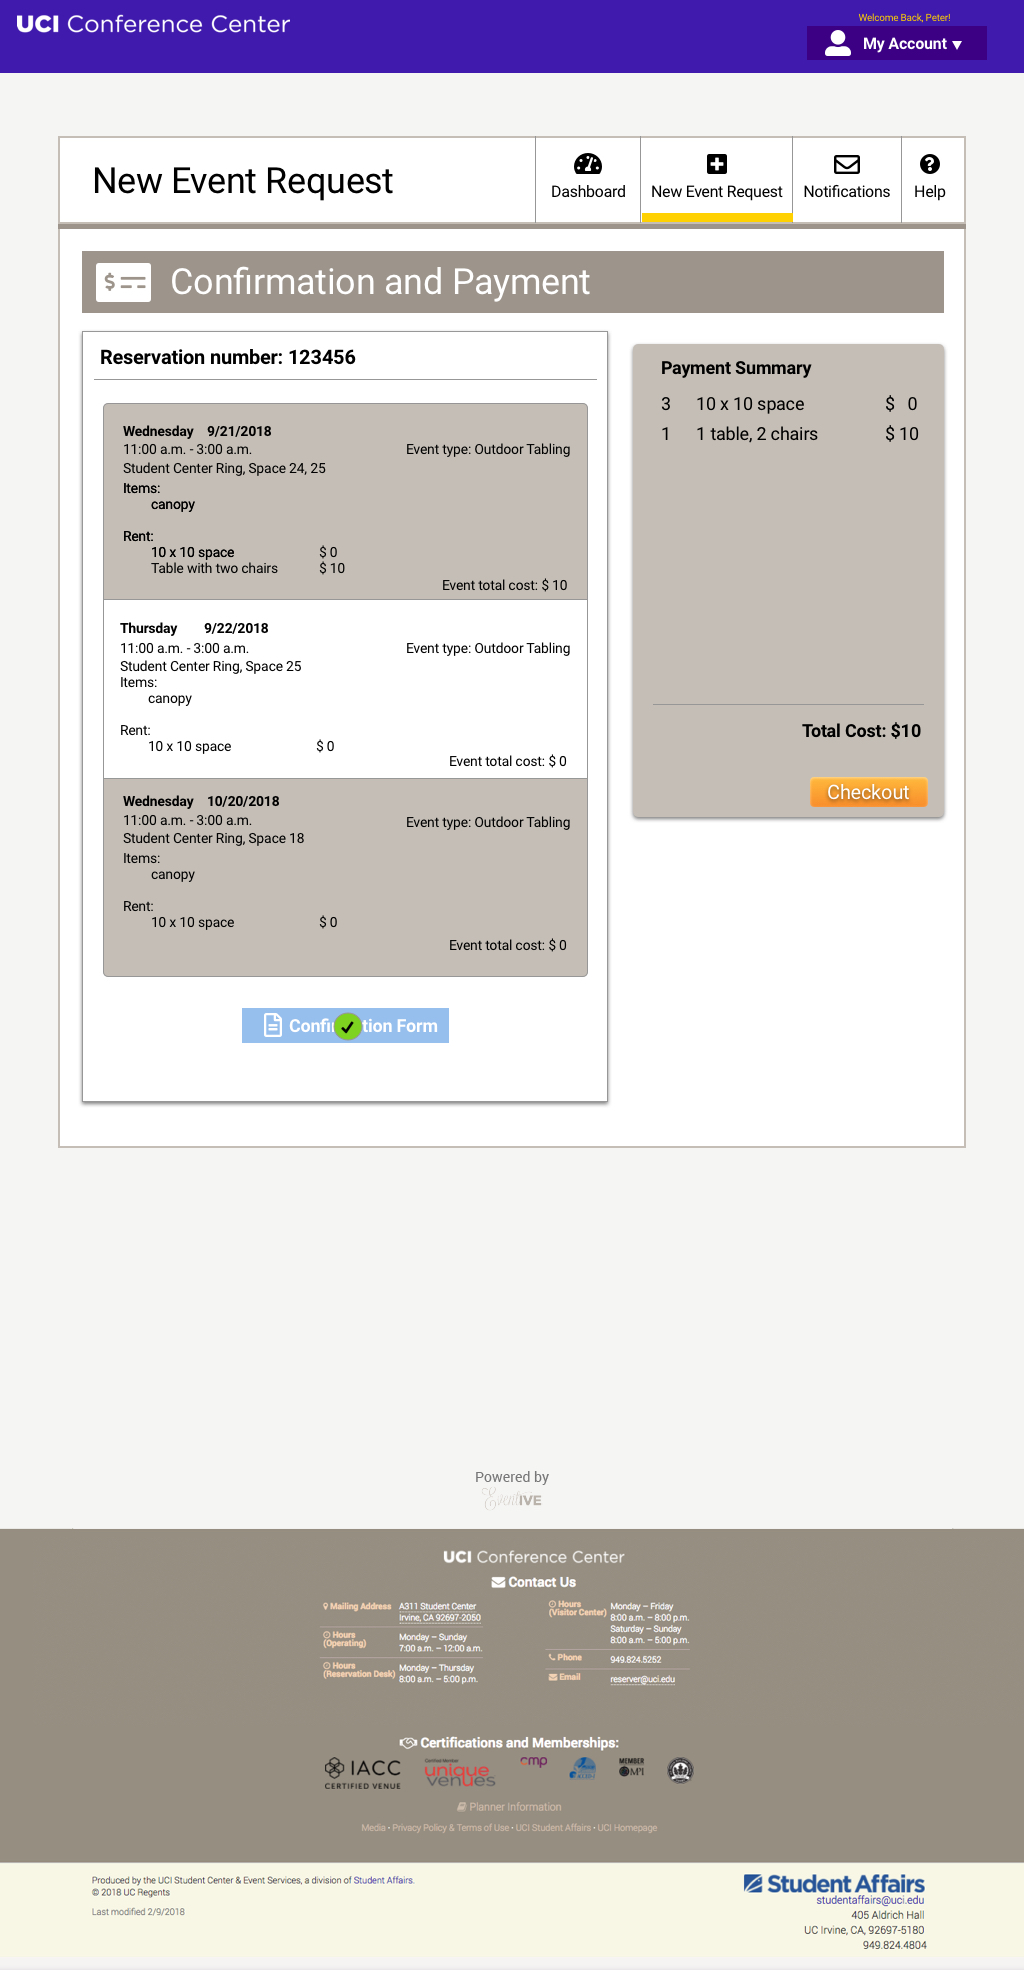 UCI Conference Center
Welcome Back, Peter!
My Account
New Event Request
Dashboard
New Event Request
Notifications
Help
$
Confirmation and Payment
Reservation number: 123456
Wednesday 9/21/2018
11:00 a.m. - 3:00 a.m. Event type: Outdoor Tabling
Student Center Ring, Space 24, 25
Items:
canopy
Rent:
10 x 10 space $ 0
Table with two chairs $ 10
Event total cost: $ 10
Thursday 9/22/2018
11:00 a.m. - 3:00 a.m. Event type: Outdoor Tabling
Student Center Ring, Space 25
Items:
canopy
Rent:
10 x 10 space $ 0
Event total cost: $ 0
Wednesday 10/20/2018
11:00 a.m. - 3:00 a.m. Event type: Outdoor Tabling
Student Center Ring, Space 18
Items:
canopy
Rent:
10 x 10 space $ 0
Event total cost: $ 0
Form
Payment Summary
3 10 x 10 space $ 0
1 1 table, 2 chairs $ 10
Total Cost: $10
Checkout
Powered by
EventIVE
UCI Conference Center
Contact Us
Mailing Address A311 Student Center
Irvine, CA 92697-2050
Hours (Operating) Monday – Sunday
7:00 a.m. – 12:00 a.m.
Hours (Reservation Desk) Monday – Thursday
8:00 a.m. – 5:00 p.m.
Hours (Visitor Center) Monday – Friday
8:00 a.m. – 8:00 p.m.
Saturday – Sunday
8:00 a.m. – 5:00 p.m.
Phone 949.824.5252
Email reserver@uci.edu
Certifications and Memberships:
IACC
CERTIFIED VENUE
Certified Member
unique
venues
cmp
MEMBER
MPI
Planner Information
Media • Privacy Policy & Terms of Use • UCI Student Affairs • UCI Homepage
Produced by the UCI Student Center & Event Services, a division of Student Affairs.
© 2018 UC Regents
Last modified 2/9/2018
Student Affairs
studentaffairs@uci.edu
405 Aldrich Hall
UC Irvine, CA, 92697-5180
949.824.4804